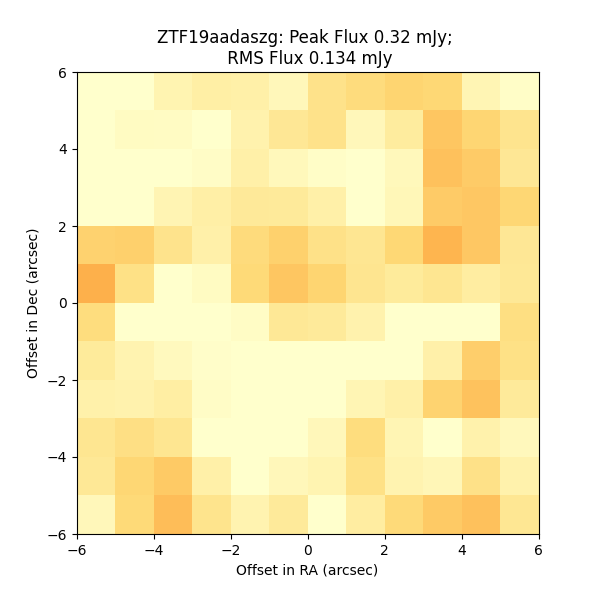 ZTF19aadaszg: Peak Flux 0.32 mJy;
RMS Flux 0.134 mJy
6
4
2
0
−2
−4
−6
Offset in Dec (arcsec)
−6 −4 −2 0 2 4 6
Offset in RA (arcsec)